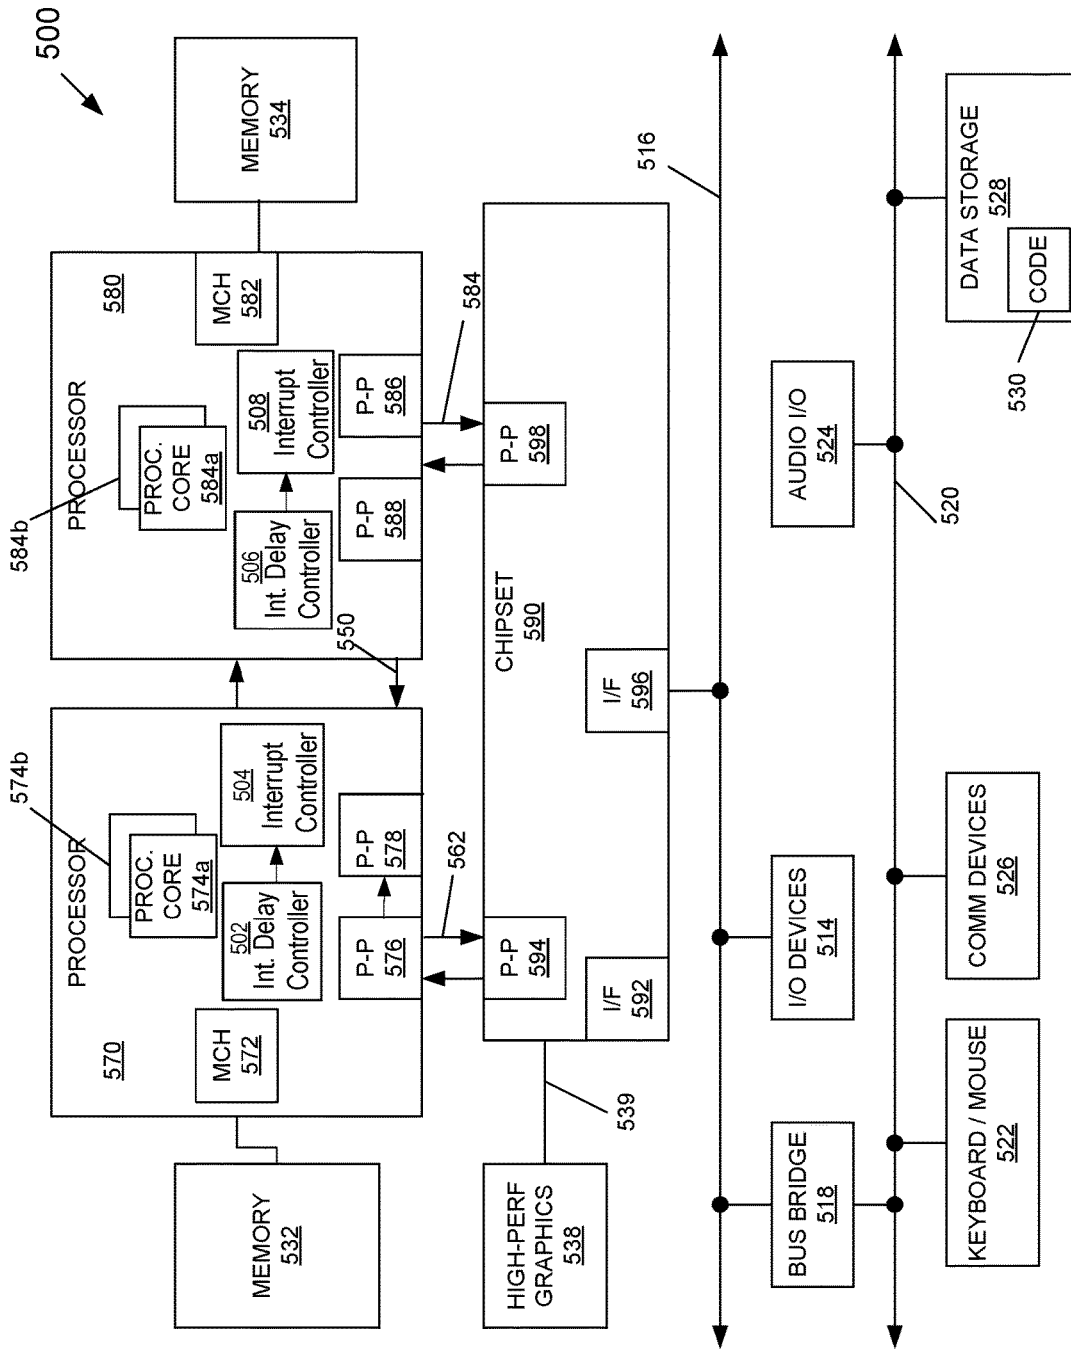 500
MEMORY
532
PROCESSOR
570
MCH
572
574b
PROC.
CORE
574a
502
Int. Delay
Controller
504
Interrupt
Controller
P-P
576
P-P
578
562
550
PROCESSOR
580
584b
PROC.
CORE
584a
506
Int. Delay
Controller
508
Interrupt
Controller
MCH
582
P-P
588
P-P
586
584
MEMORY
534
HIGH-PERF
GRAPHICS
538
539
CHIPSET
590
P-P
594
I/F
592
I/F
596
P-P
598
516
BUS BRIDGE
518
I/O DEVICES
514
AUDIO I/O
524
520
KEYBOARD / MOUSE
522
COMM DEVICES
526
DATA STORAGE
528
CODE
530